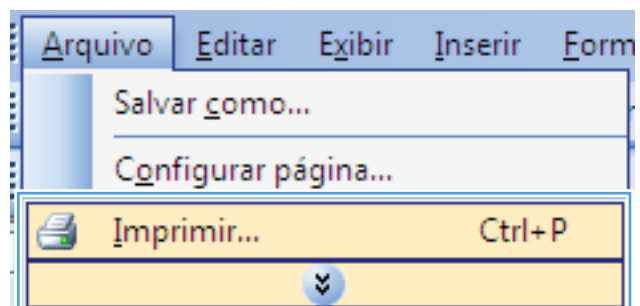 Arquivo Editar Exibir Inserir Form
Salvar como...
Configurar página...
Imprimir... Ctrl+P